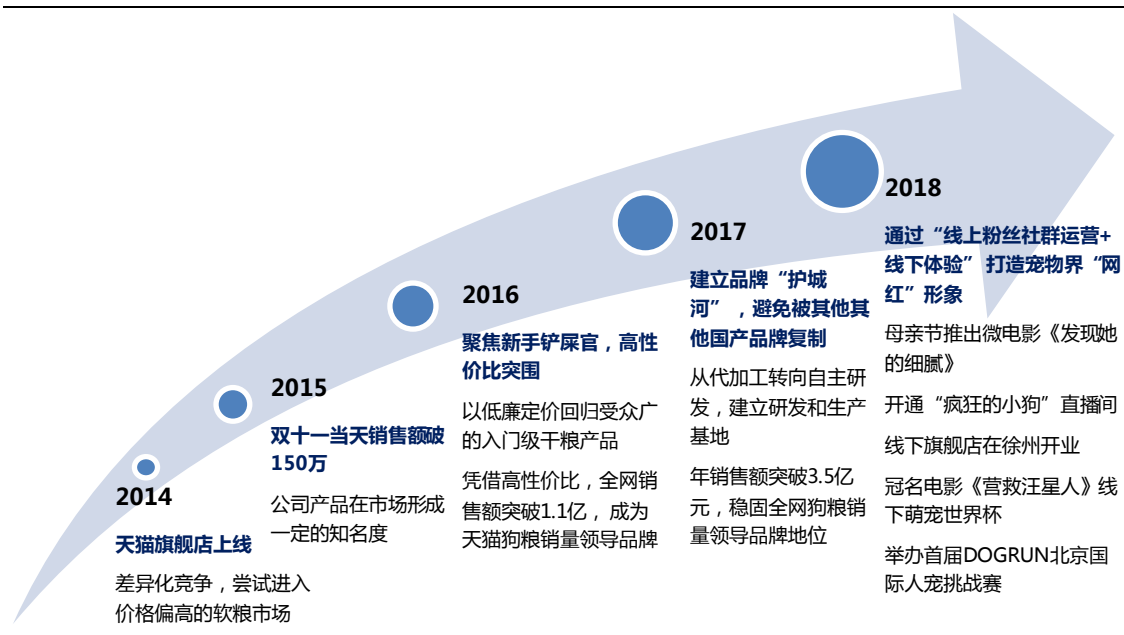 2014
天猫旗舰店上线
差异化竞争，尝试进入
价格偏高的软粮市场
2015
双十一当天销售额破
150万
公司产品在市场形成
一定的知名度
2016
聚焦新手铲屎官，高性
价比突围
以低廉定价回归受众广
的入门级干粮产品
凭借高性价比，全网销
售额突破1.1亿，成为
天猫狗粮销量领导品牌
2017
建立品牌“护城
河”，避免被其他其
他国产品牌复制
从代加工转向自主研
发，建立研发和生产
基地
年销售额突破3.5亿
元，稳固全网狗粮销
量领导品牌地位
2018
通过“线上粉丝社群运营+
线下体验”打造宠物界“网
红”形象
母亲节推出微电影《发现她
的细腻》
开通“疯狂的小狗”直播间
线下旗舰店在徐州开业
冠名电影《营救汪星人》线
下萌宠世界杯
举办首届DOGRUN北京国
际人宠挑战赛